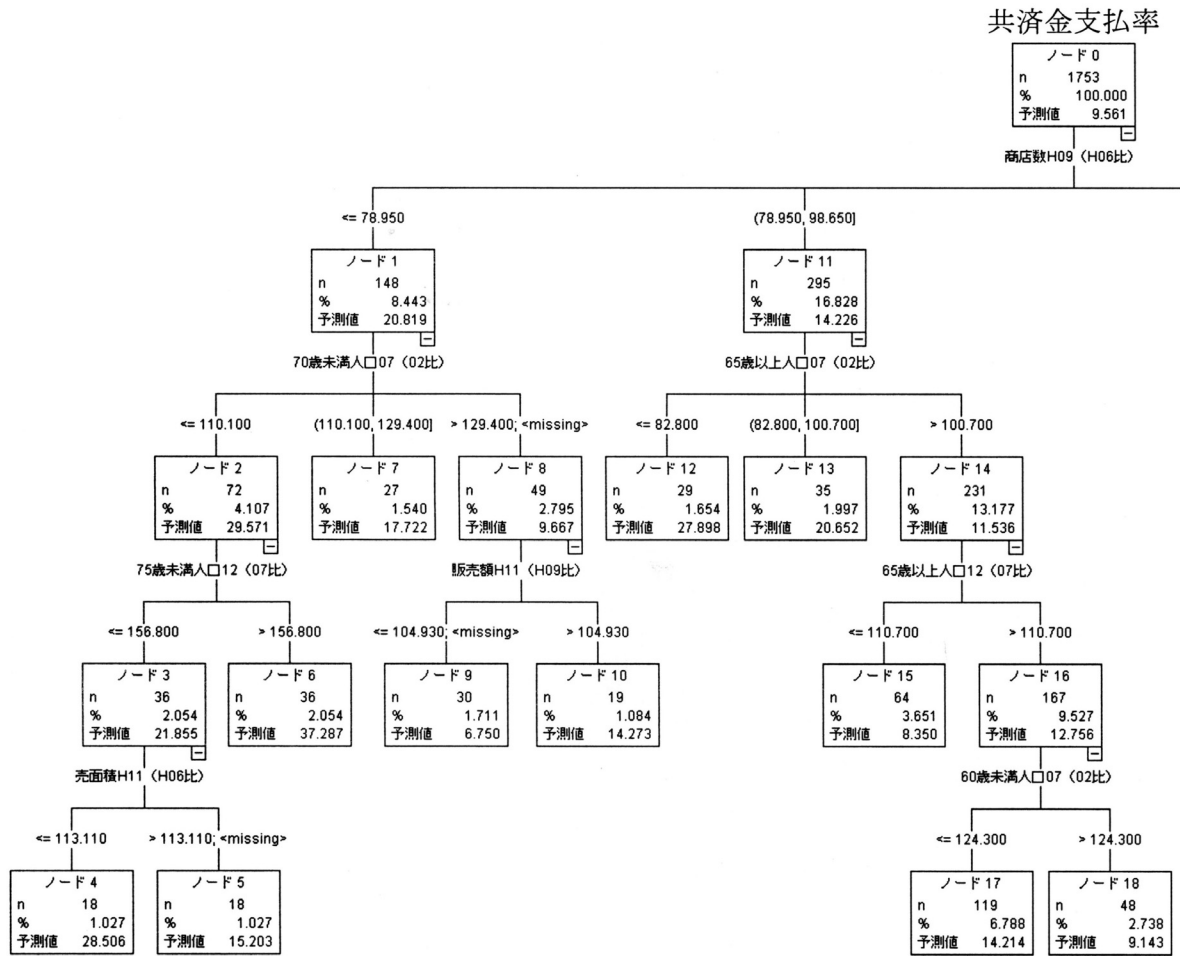 共済金支払率
ノード 0
n 1753
% 100.000
予測値 9.561
商店数H09（H06比）
<= 78.950
(78.950, 98.650]
ノード 1
n 148
% 8.443
予測値 20.819
ノード 11
n 295
% 16.828
予測値 14.226
70歳未満人口07（02比）
65歳以上人口07（02比）
<= 110.100
(110.100, 129.400]
> 129.400; <missing>
<= 82.800
(82.800, 100.700]
> 100.700
ノード 2
n 72
% 4.107
予測値 29.571
ノード 7
n 27
% 1.540
予測値 17.722
ノード 8
n 49
% 2.795
予測値 9.667
ノード 12
n 29
% 1.654
予測値 27.898
ノード 13
n 35
% 1.997
予測値 20.652
ノード 14
n 231
% 13.177
予測値 11.536
75歳未満人口12（07比）
販売額H11（H09比）
65歳以上人口12（07比）
<= 156.800
> 156.800
<= 104.930; <missing>
> 104.930
<= 110.700
> 110.700
ノード 3
n 36
% 2.054
予測値 21.855
ノード 6
n 36
% 2.054
予測値 37.287
ノード 9
n 30
% 1.711
予測値 6.750
ノード 10
n 19
% 1.084
予測値 14.273
ノード 15
n 64
% 3.651
予測値 8.350
ノード 16
n 167
% 9.527
予測値 12.756
売面積H11（H06比）
60歳未満人口07（02比）
<= 113.110
> 113.110; <missing>
<= 124.300
> 124.300
ノード 4
n 18
% 1.027
予測値 28.506
ノード 5
n 18
% 1.027
予測値 15.203
ノード 17
n 119
% 6.788
予測値 14.214
ノード 18
n 48
% 2.738
予測値 9.143